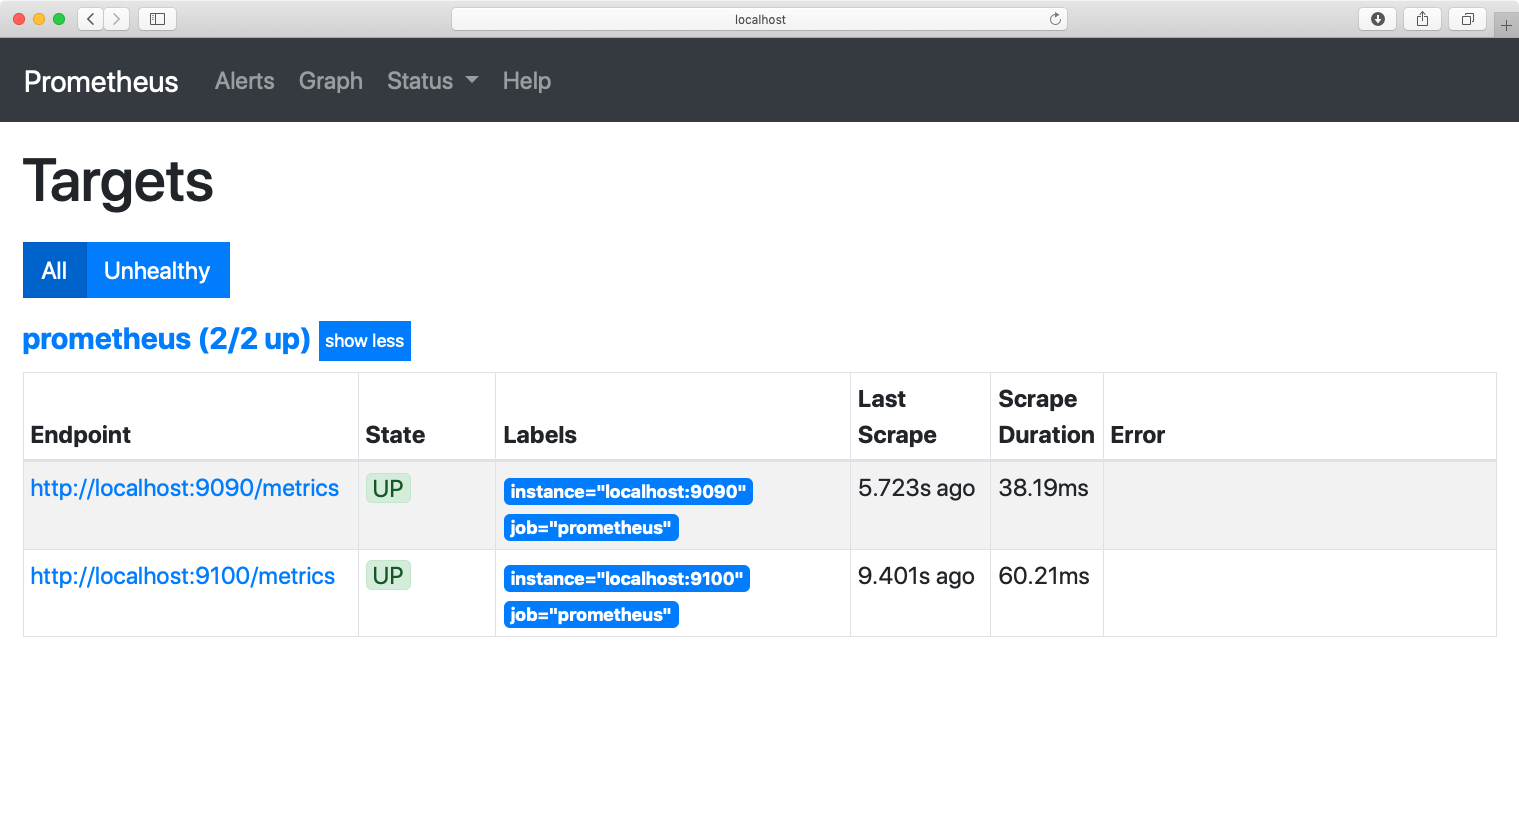 localhost
Prometheus Alerts Graph Status Help
Targets
All Unhealthy
prometheus (2/2 up) show less
Endpoint State Labels Last Scrape Scrape Duration Error
http://localhost:9090/metrics UP instance="localhost:9090" 5.723s ago 38.19ms
job="prometheus"
http://localhost:9100/metrics UP instance="localhost:9100" 9.401s ago 60.21ms
job="prometheus"